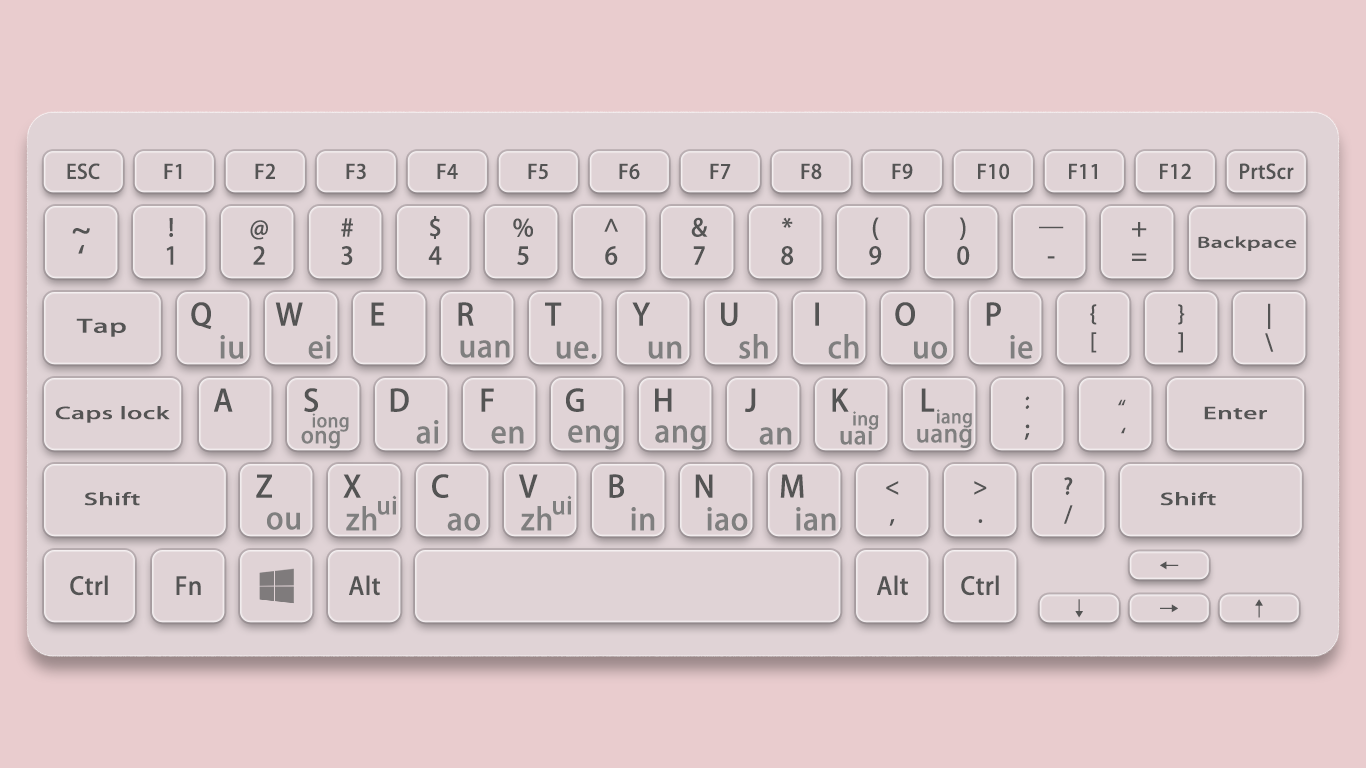 ESC F1 F2 F3 F4 F5 F6 F7 F8 F9 F10 F11 F12 PrtScr
~ ! @ # $ % ^ & * ( ) — + Backpace
‘ 1 2 3 4 5 6 7 8 9 0 - =
Tap Q W E R T Y U I O P { } |
iu ei uan ue. un sh ch uo ie [ ] \
Caps lock A S D F G H J K L : “ Enter
iong ing iang
ong ai en eng ang an uai uang ; ‘
Shift Z X C V B N M < > ? Shift
ou zh ui ao zh ui in iao ian , . /
Ctrl Fn Alt Alt Ctrl ←
↓ → ↑